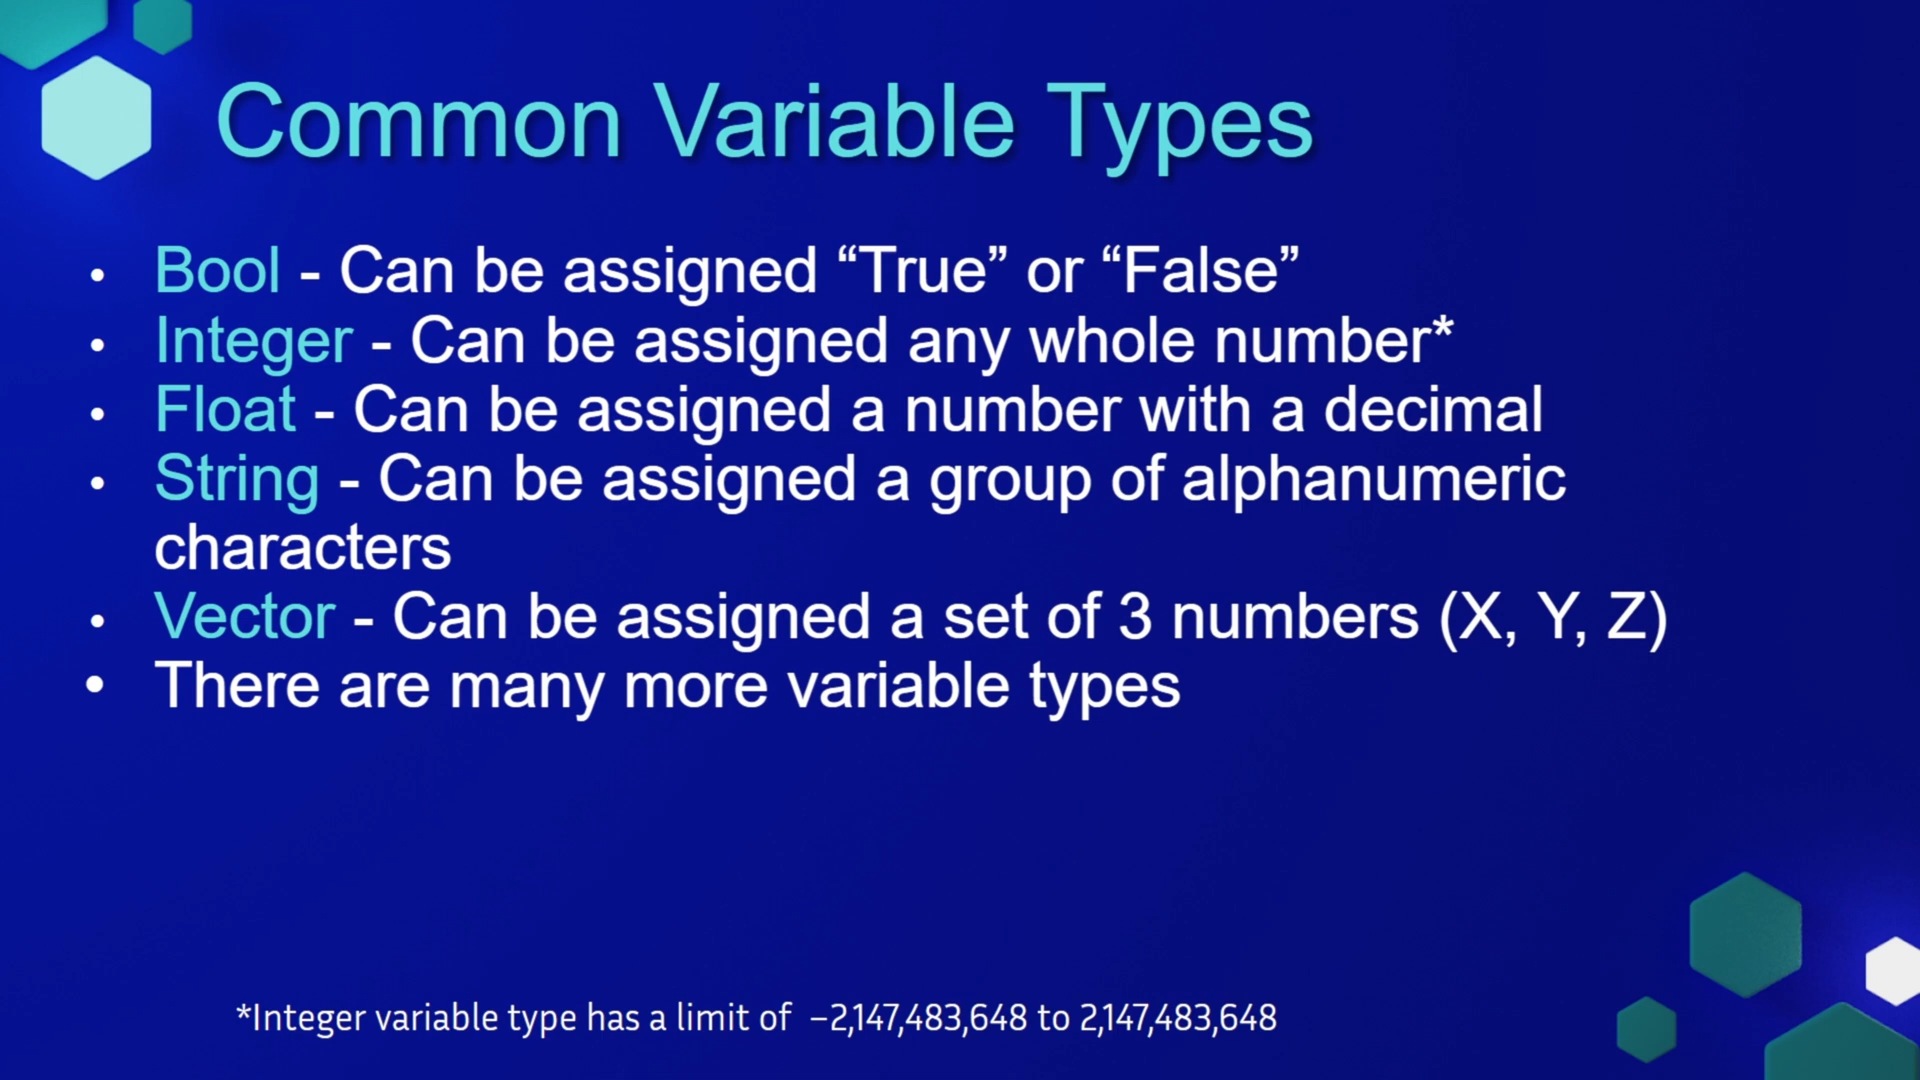 Common Variable Types
• Bool - Can be assigned “True” or “False”
• Integer - Can be assigned any whole number*
• Float - Can be assigned a number with a decimal
• String - Can be assigned a group of alphanumeric
characters
• Vector - Can be assigned a set of 3 numbers (X, Y, Z)
• There are many more variable types
*Integer variable type has a limit of –2,147,483,648 to 2,147,483,648